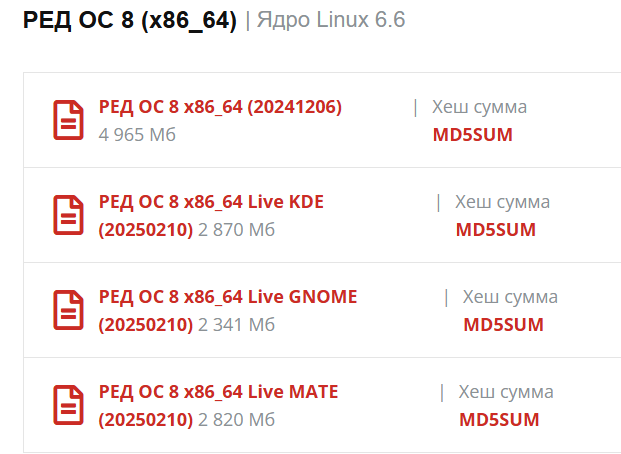 РЕД ОС 8 (x86_64) | Ядро Linux 6.6
РЕД ОС 8 x86_64 (20241206) | Хеш сумма
4 965 Мб MD5SUM
РЕД ОС 8 x86_64 Live KDE | Хеш сумма
(20250210) 2 870 Мб MD5SUM
РЕД ОС 8 x86_64 Live GNOME | Хеш сумма
(20250210) 2 341 Мб MD5SUM
РЕД ОС 8 x86_64 Live MATE | Хеш сумма
(20250210) 2 820 Мб MD5SUM